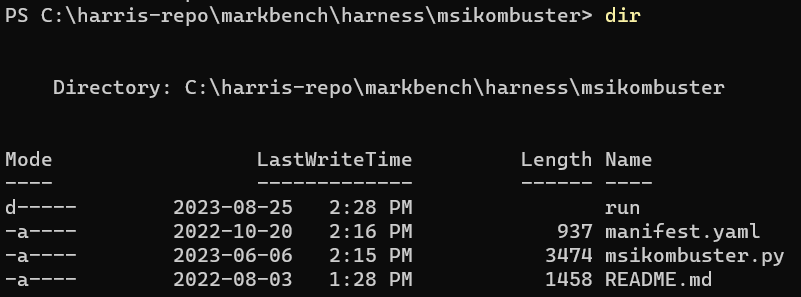 PS C:\harris-repo\markbench\harness\msikombuster> dir
Directory: C:\harris-repo\markbench\harness\msikombuster
Mode LastWriteTime Length Name
---- ------------- ------ ----
d----- 2023-08-25 2:28 PM run
-a---- 2022-10-20 2:16 PM 937 manifest.yaml
-a---- 2023-06-06 2:15 PM 3474 msikombuster.py
-a---- 2022-08-03 1:28 PM 1458 README.md